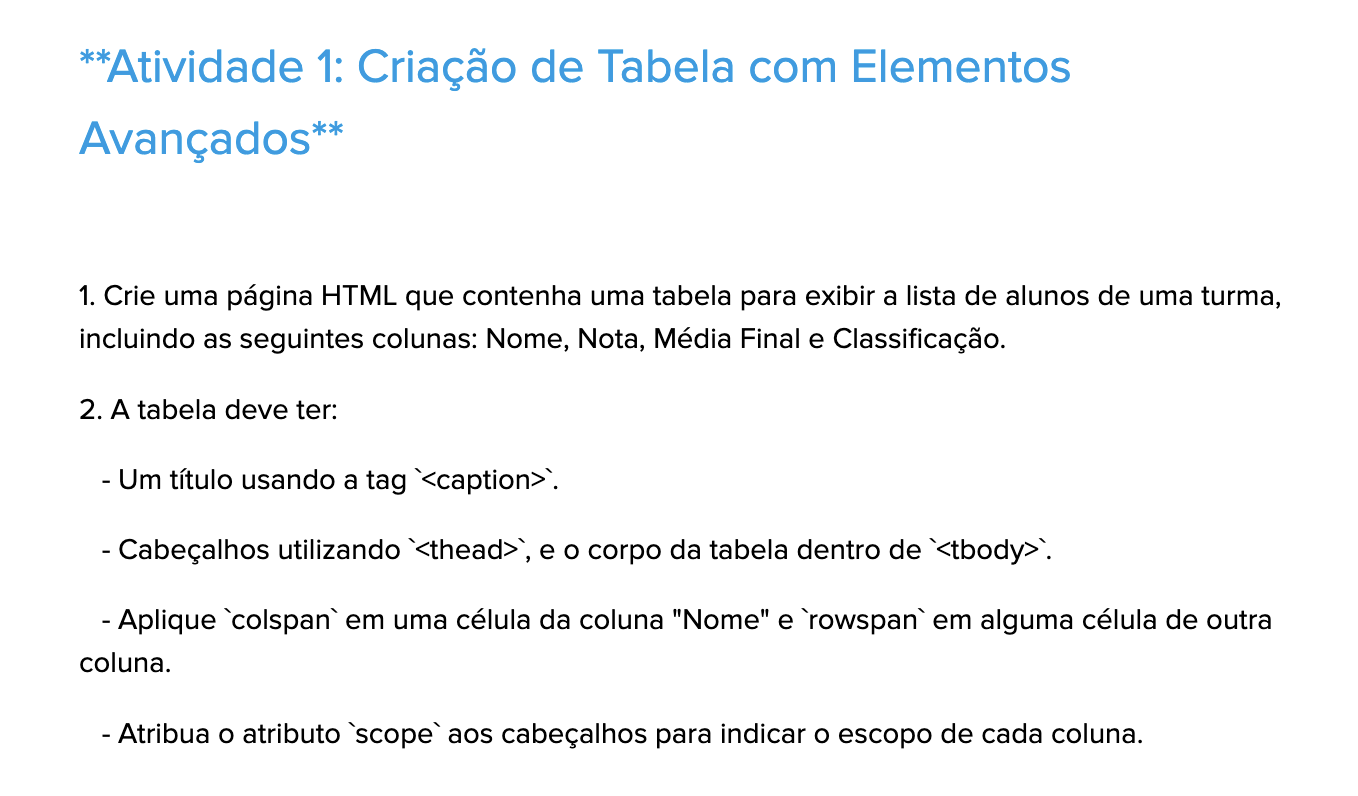 **Atividade 1: Criação de Tabela com Elementos
Avançados**
1. Crie uma página HTML que contenha uma tabela para exibir a lista de alunos de uma turma,
incluindo as seguintes colunas: Nome, Nota, Média Final e Classificação.
2. A tabela deve ter:
- Um título usando a tag `<caption>`.
- Cabeçalhos utilizando `<thead>`, e o corpo da tabela dentro de `<tbody>`.
- Aplique `colspan` em uma célula da coluna "Nome" e `rowspan` em alguma célula de outra
coluna.
- Atribua o atributo `scope` aos cabeçalhos para indicar o escopo de cada coluna.